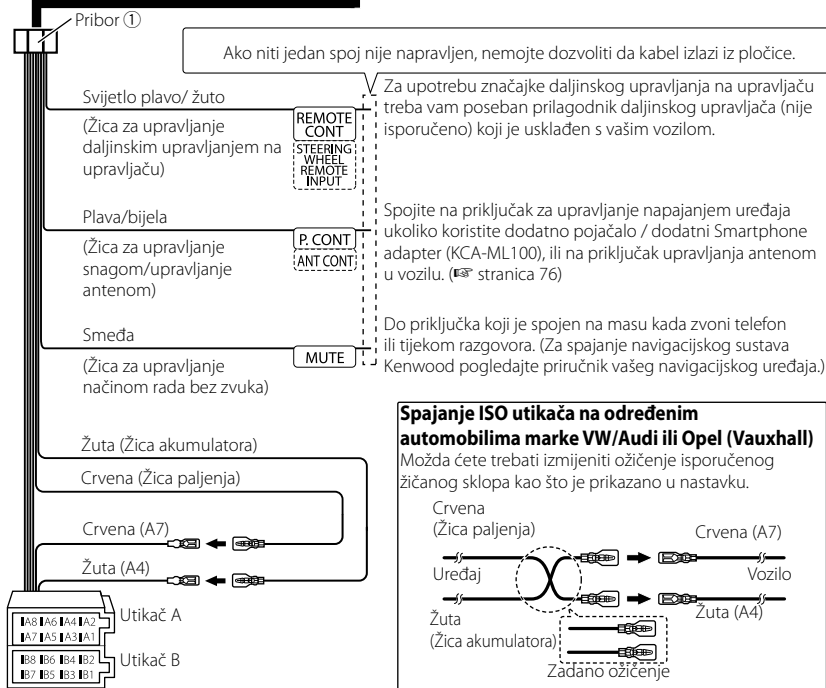 Pribor ①
Ako niti jedan spoj nije napravljen, nemojte dozvoliti da kabel izlazi iz pločice.
Svijetlo plavo/ žuto
(Žica za upravljanje
daljinskim upravljanjem na
upravljaču)
REMOTE
CONT
STEERING
WHEEL
REMOTE
INPUT
Za upotrebu značajke daljinskog upravljanja na upravljaču
treba vam poseban prilagodnik daljinskog upravljača (nije
isporučeno) koji je usklađen s vašim vozilom.
Plava/bijela
(Žica za upravljanje
snagom/upravljanje
antenom)
P. CONT
ANT CONT
Spojite na priključak za upravljanje napajanjem uređaja
ukoliko koristite dodatno pojačalo / dodatni Smartphone
adapter (KCA-ML100), ili na priključak upravljanja antenom
u vozilu. (☞ stranica 76)
Smeđa
(Žica za upravljanje
načinom rada bez zvuka)
MUTE
Do priključka koji je spojen na masu kada zvoni telefon
ili tijekom razgovora. (Za spajanje navigacijskog sustava
Kenwood pogledajte priručnik vašeg navigacijskog uređaja.)
Žuta (Žica akumulatora)
Crvena (Žica paljenja)
Crvena (A7)
Žuta (A4)
Utikač A
A8 A6 A4 A2
A7 A5 A3 A1
Utikač B
B8 B6 B4 B2
B7 B5 B3 B1
Spajanje ISO utikača na određenim
automobilima marke VW/Audi ili Opel (Vauxhall)
Možda ćete trebati izmijeniti ožičenje isporučenog
žičanog sklopa kao što je prikazano u nastavku.
Crvena
(Žica paljenja)
Crvena (A7)
Uređaj
Vozilo
Žuta
(Žica akumulatora)
Žuta (A4)
Zadano ožičenje